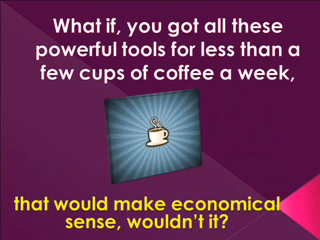 What if, you got all these
powerful tools for less than a
few cups of coffee a week,
that would make economical
sense, wouldn't it?